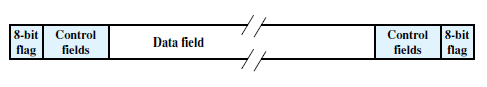 8-bit
flag
Control
fields
Data field
Control
fields
8-bit
flag